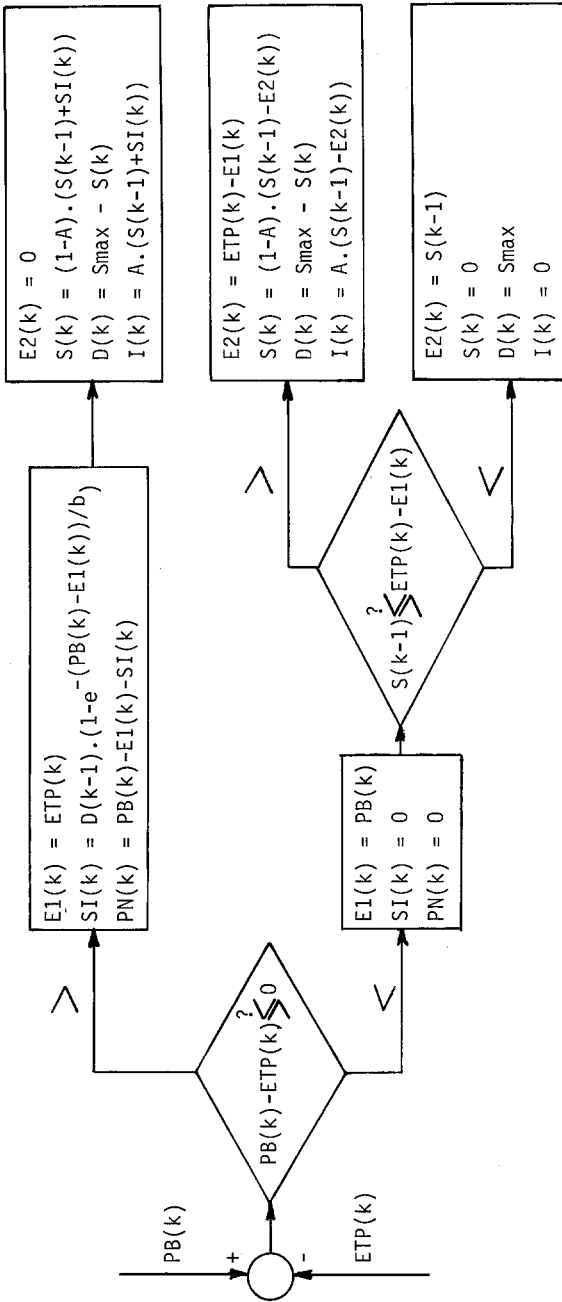 PB(k)
+
-
ETP(k)
PB(k)-ETP(k) ≶ 0
?
>
<
E1(k) = ETP(k)
SI(k) = D(k-1).(1-e-(PB(k)-E1(k))/b)
PN(k) = PB(k)-E1(k)-SI(k)
E2(k) = 0
S(k) = (1-A).(S(k-1)+SI(k))
D(k) = Smax - S(k)
I(k) = A.(S(k-1)+SI(k))
E1(k) = PB(k)
SI(k) = 0
PN(k) = 0
?
S(k-1) ⋛ ETP(k)-E1(k)
>
<
E2(k) = ETP(k)-E1(k)
S(k) = (1-A).(S(k-1)-E2(k))
D(k) = Smax - S(k)
I(k) = A.(S(k-1)-E2(k))
E2(k) = S(k-1)
S(k) = 0
D(k) = Smax
I(k) = 0